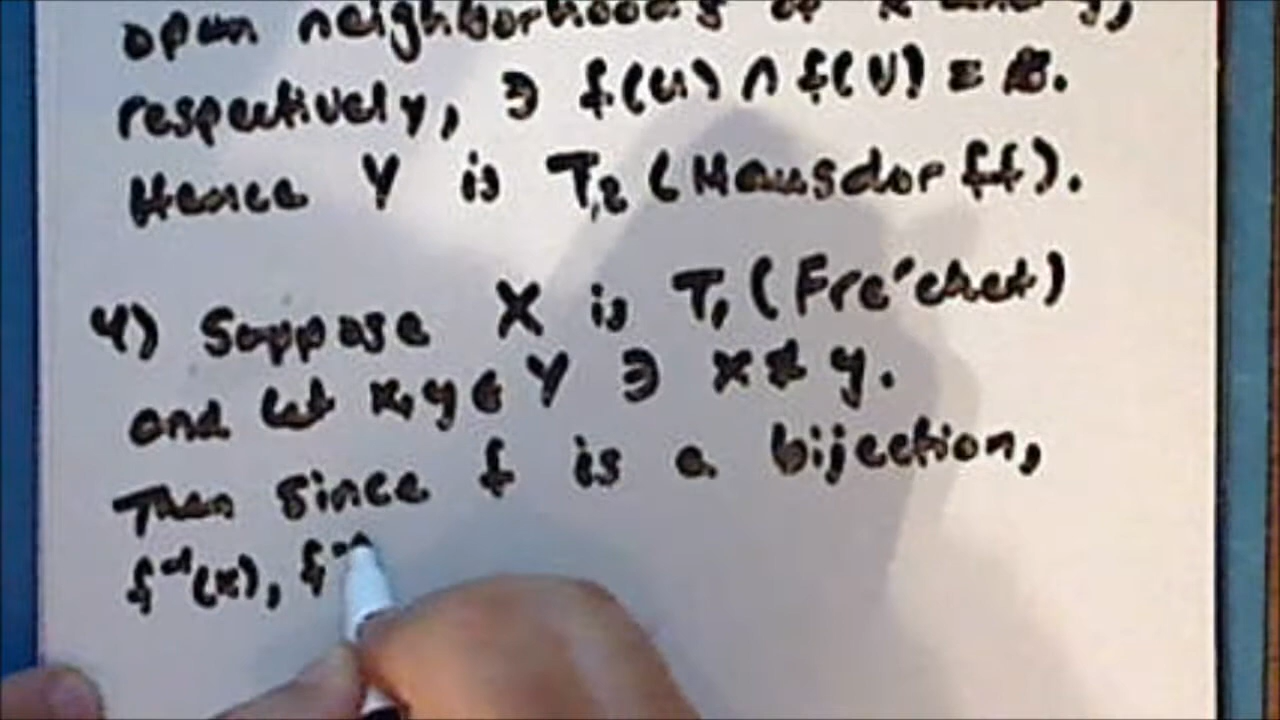 open neighborhoods of x and y,
respectively, ∋ f(U) ∩ f(V) = Ø.
Hence Y is T₂ (Hausdorff).
4) Suppose X is T₁ (Fre'chet)
and let x, y ∈ Y ∋ x ≠ y.
Then since f is a bijection,
f⁻¹(x), f⁻¹